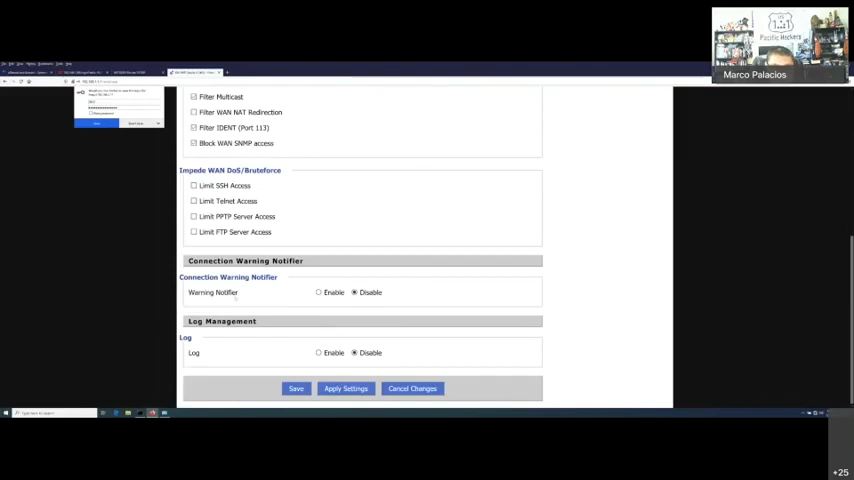 Pacific Hackers
Marco Palacios
Filter Multicast
Filter WAN NAT Redirection
Filter IDENT (Port 113)
Block WAN SNMP access
Impede WAN DoS/Bruteforce
Limit SSH Access
Limit Telnet Access
Limit PPTP Server Access
Limit FTP Server Access
Connection Warning Notifier
Connection Warning Notifier
Warning Notifier Enable Disable
Log Management
Log
Log Enable Disable
Save Apply Settings Cancel Changes
+25